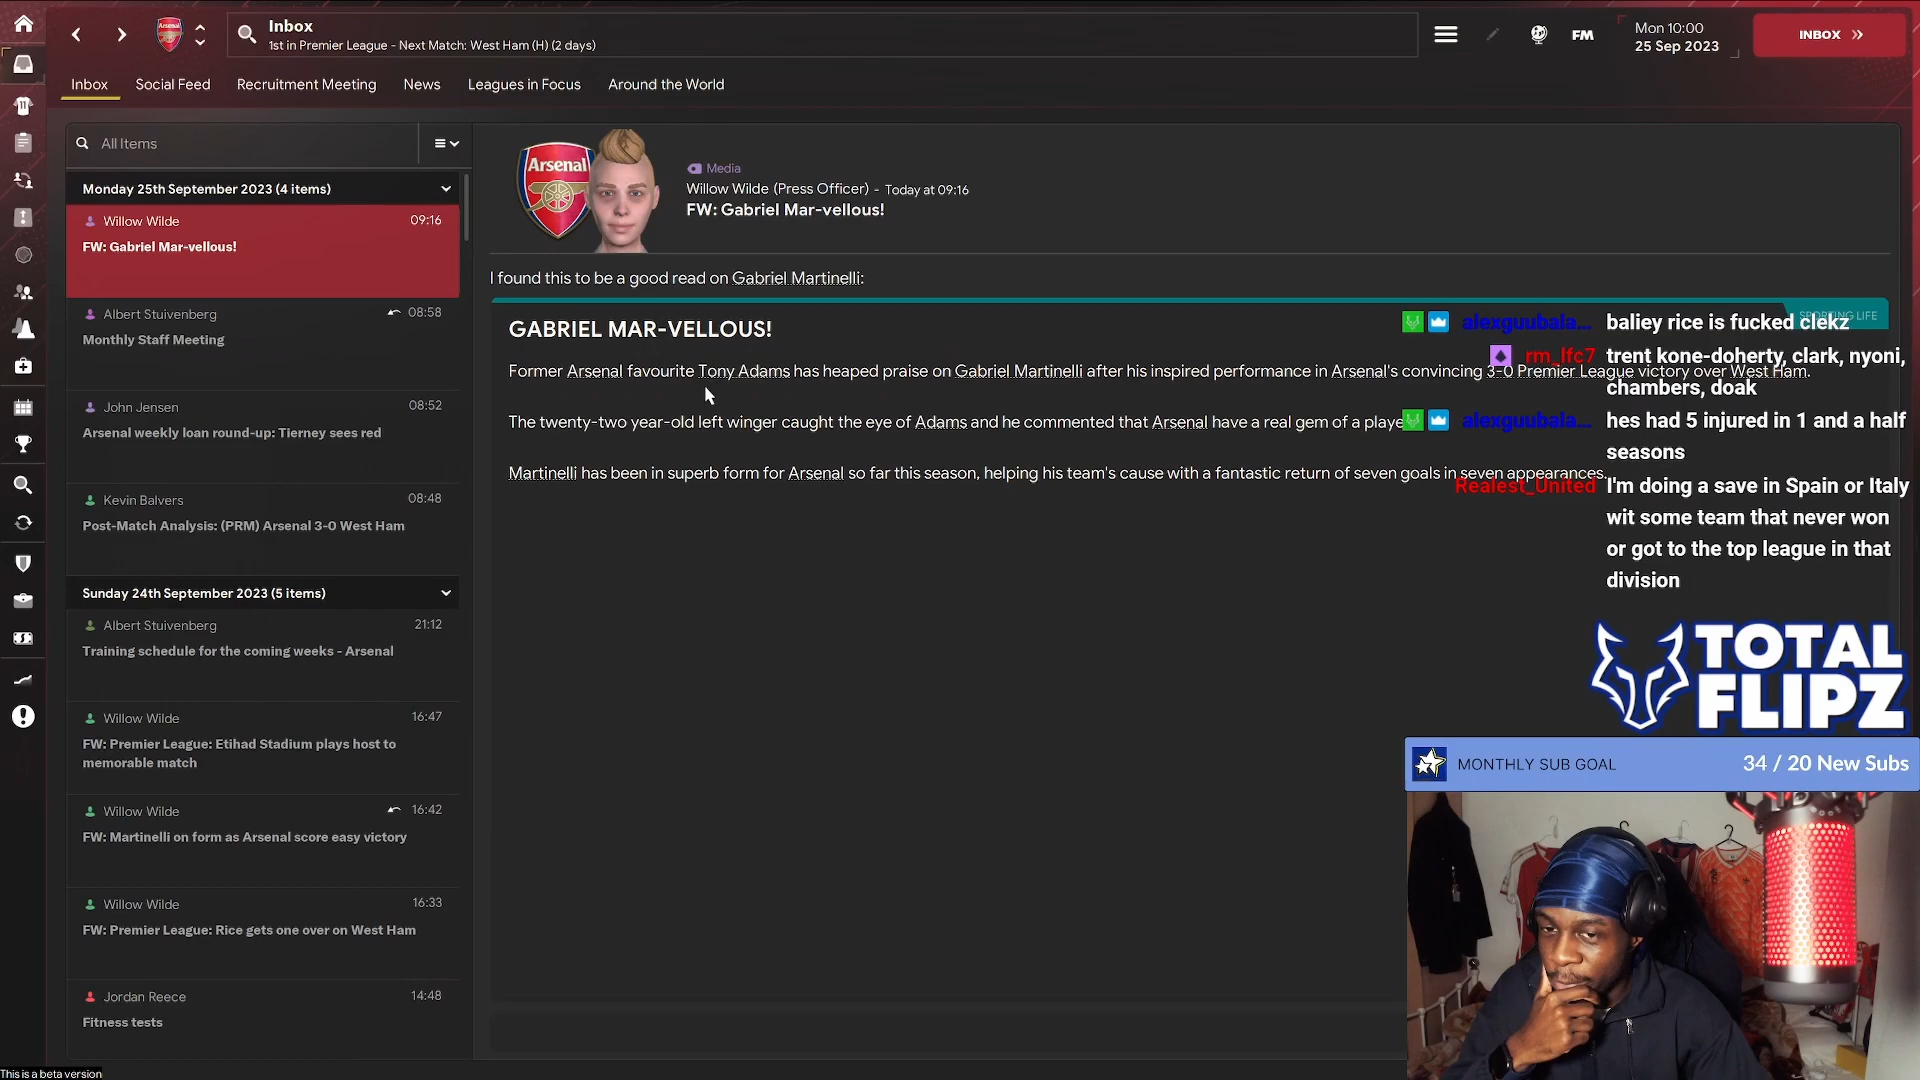 Inbox
1st in Premier League - Next Match: West Ham (H) (2 days)
FM
Mon 10:00
25 Sep 2023
INBOX
Inbox
Social Feed
Recruitment Meeting
News
Leagues in Focus
Around the World
All Items
Monday 25th September 2023 (4 items)
Willow Wilde
09:16
FW: Gabriel Mar-vellous!
Albert Stuivenberg
08:58
Monthly Staff Meeting
John Jensen
08:52
Arsenal weekly loan round-up: Tierney sees red
Kevin Balvers
08:48
Post-Match Analysis: (PRM) Arsenal 3-0 West Ham
Sunday 24th September 2023 (5 items)
Albert Stuivenberg
21:12
Training schedule for the coming weeks - Arsenal
Willow Wilde
16:47
FW: Premier League: Etihad Stadium plays host to
memorable match
Willow Wilde
16:42
FW: Martinelli on form as Arsenal score easy victory
Willow Wilde
16:33
FW: Premier League: Rice gets one over on West Ham
Jordan Reece
14:48
Fitness tests
This is a beta version
Arsenal
Media
Willow Wilde (Press Officer) - Today at 09:16
FW: Gabriel Mar-vellous!
I found this to be a good read on Gabriel Martinelli:
SPORTING LIFE
GABRIEL MAR-VELLOUS!
Former Arsenal favourite Tony Adams has heaped praise on Gabriel Martinelli after his inspired performance in Arsenal's convincing 3-0 Premier League victory over West Ham.
The twenty-two year-old left winger caught the eye of Adams and he commented that Arsenal have a real gem of a playe
Martinelli has been in superb form for Arsenal so far this season, helping his team's cause with a fantastic return of seven goals in seven appearances.
alexguubala... baliey rice is fucked clekz
rm_lfc7 trent kone-doherty, clark, nyoni,
chambers, doak
alexguubala... hes had 5 injured in 1 and a half
seasons
Realest_United I'm doing a save in Spain or Italy
wit some team that never won
or got to the top league in that
division
TOTAL
FLIPZ
MONTHLY SUB GOAL
34 / 20 New Subs